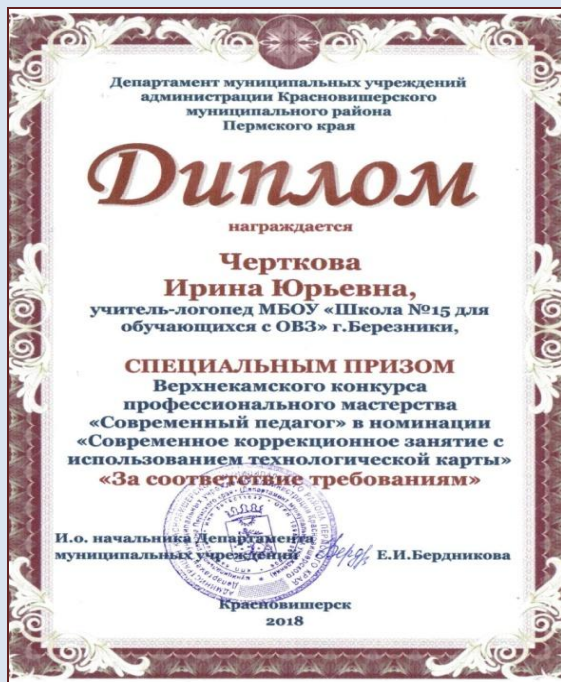 Департамент муниципальных учреждений
администрации Красновишерского
муниципального района
Пермского края
Диплом
награждается
Черткова
Ирина Юрьевна,
учитель-логопед МБОУ «Школа №15 для
обучающихся с ОВЗ» г.Березники,
СПЕЦИАЛЬНЫМ ПРИЗОМ
Верхнекамского конкурса
профессионального мастерства
«Современный педагог» в номинации
«Современное коррекционное занятие с
использованием технологической карты»
«За соответствие требованиям»
И.о. начальника Департамента
муниципальных учреждений Е.И.Бердникова
Красновишерск
2018